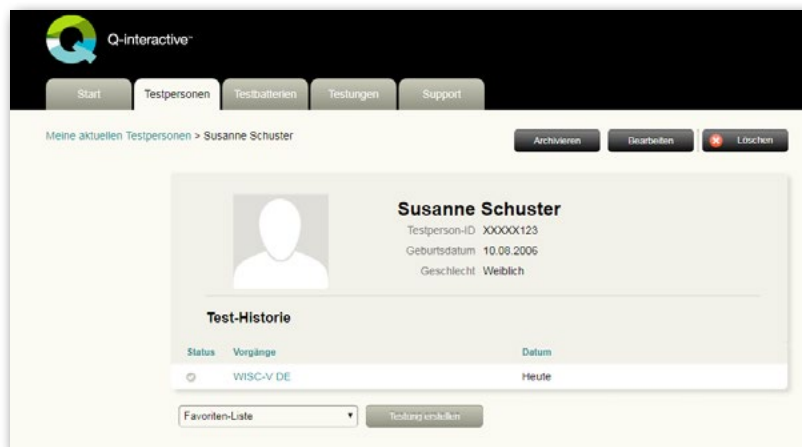 Q-interactive™
Start Testpersonen Testbatterien Testungen Support
Meine aktuellen Testpersonen > Susanne Schuster Archivieren Bearbeiten Löschen
Susanne Schuster
Testperson-ID XXXXX123
Geburtsdatum 10.08.2006
Geschlecht Weiblich
Test-Historie
Status Vorgänge Datum
WISC-V DE Heute
Favoriten-Liste Testung erstellen